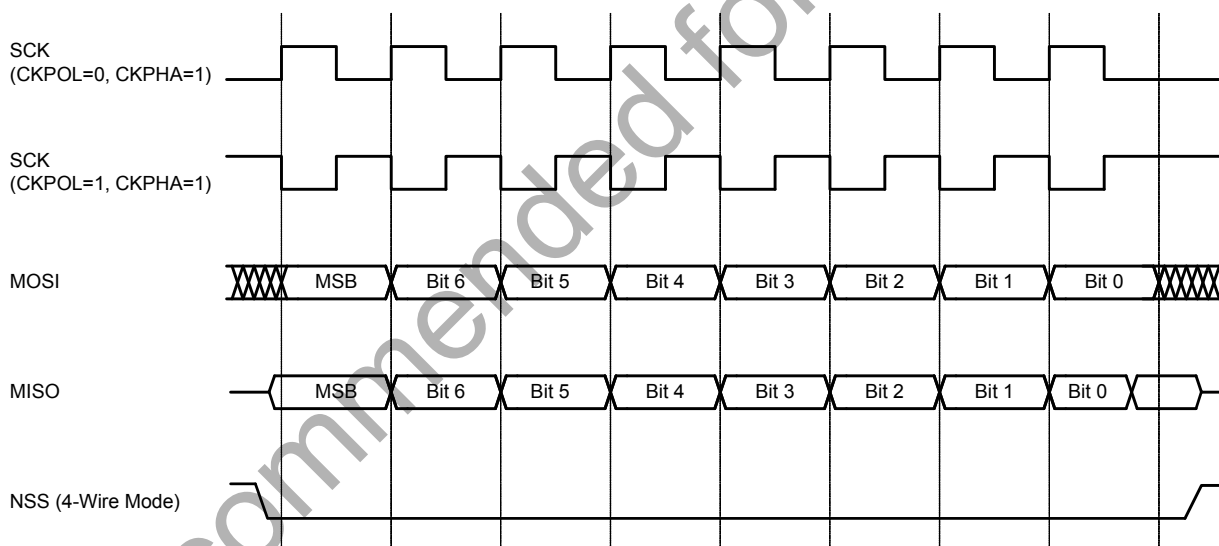 SCK
(CKPOL=0, CKPHA=1)
SCK
(CKPOL=1, CKPHA=1)
MOSI
MSB Bit 6 Bit 5 Bit 4 Bit 3 Bit 2 Bit 1 Bit 0
MISO
MSB Bit 6 Bit 5 Bit 4 Bit 3 Bit 2 Bit 1 Bit 0
NSS (4-Wire Mode)
ommended fo